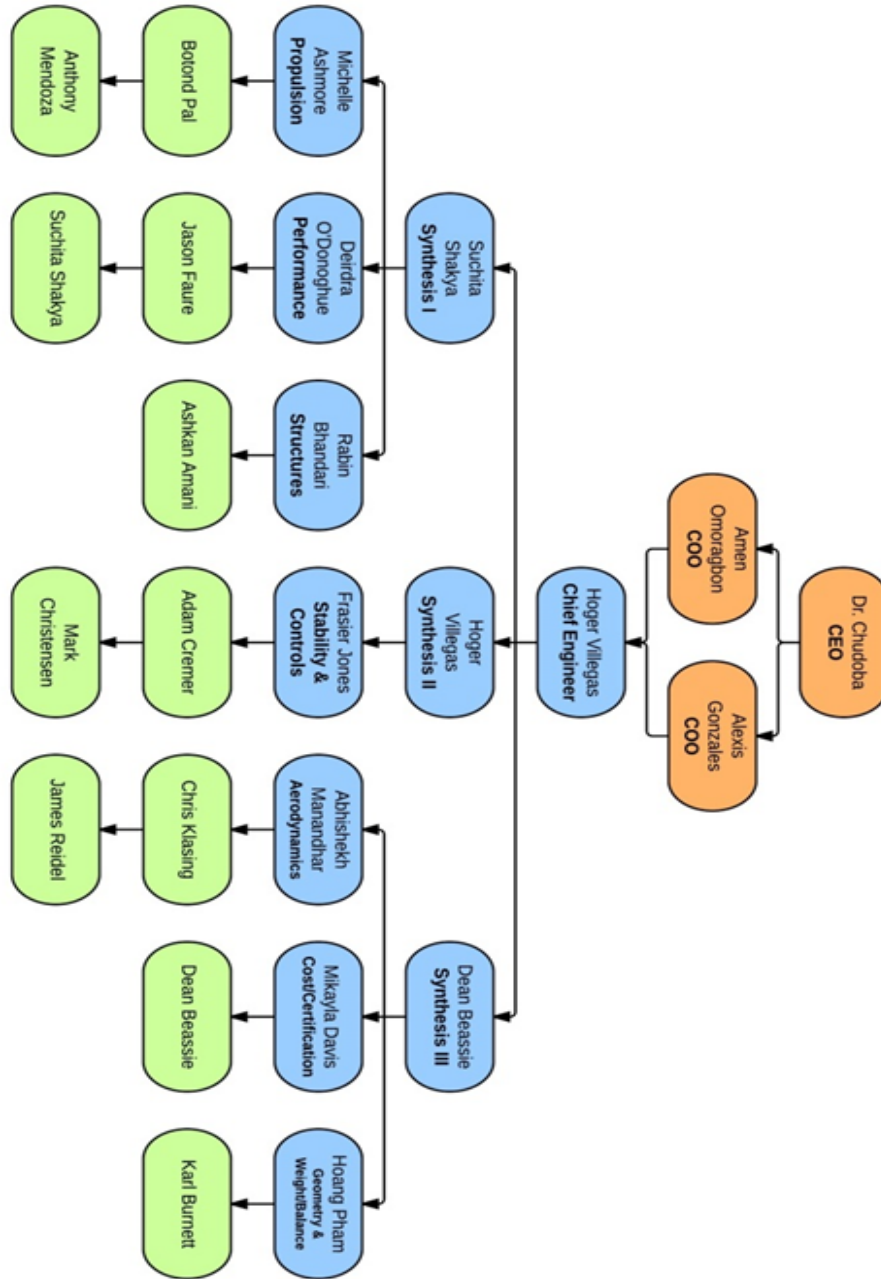 Dr. Chudoba
CEO
Amen
Omoragbon
COO
Alexis
Gonzales
COO
Hoger Villegas
Chief Engineer
Suchita
Shakya
Synthesis I
Hoger
Villegas
Synthesis II
Dean Beassie
Synthesis III
Michelle
Ashmore
Propulsion
Deirdra
O'Donoghue
Performance
Rabin
Bhandari
Structures
Frasier Jones
Stability &
Controls
Abhishekh
Manandhar
Aerodynamics
Mikayla Davis
Cost/Certification
Hoang Pham
Geometry &
Weight/Balance
Botond Pal
Jason Faure
Ashkan Amani
Adam Cremer
Chris Klasing
Dean Beassie
Karl Burnett
Anthony
Mendoza
Suchita Shakya
Mark
Christensen
James Reidel